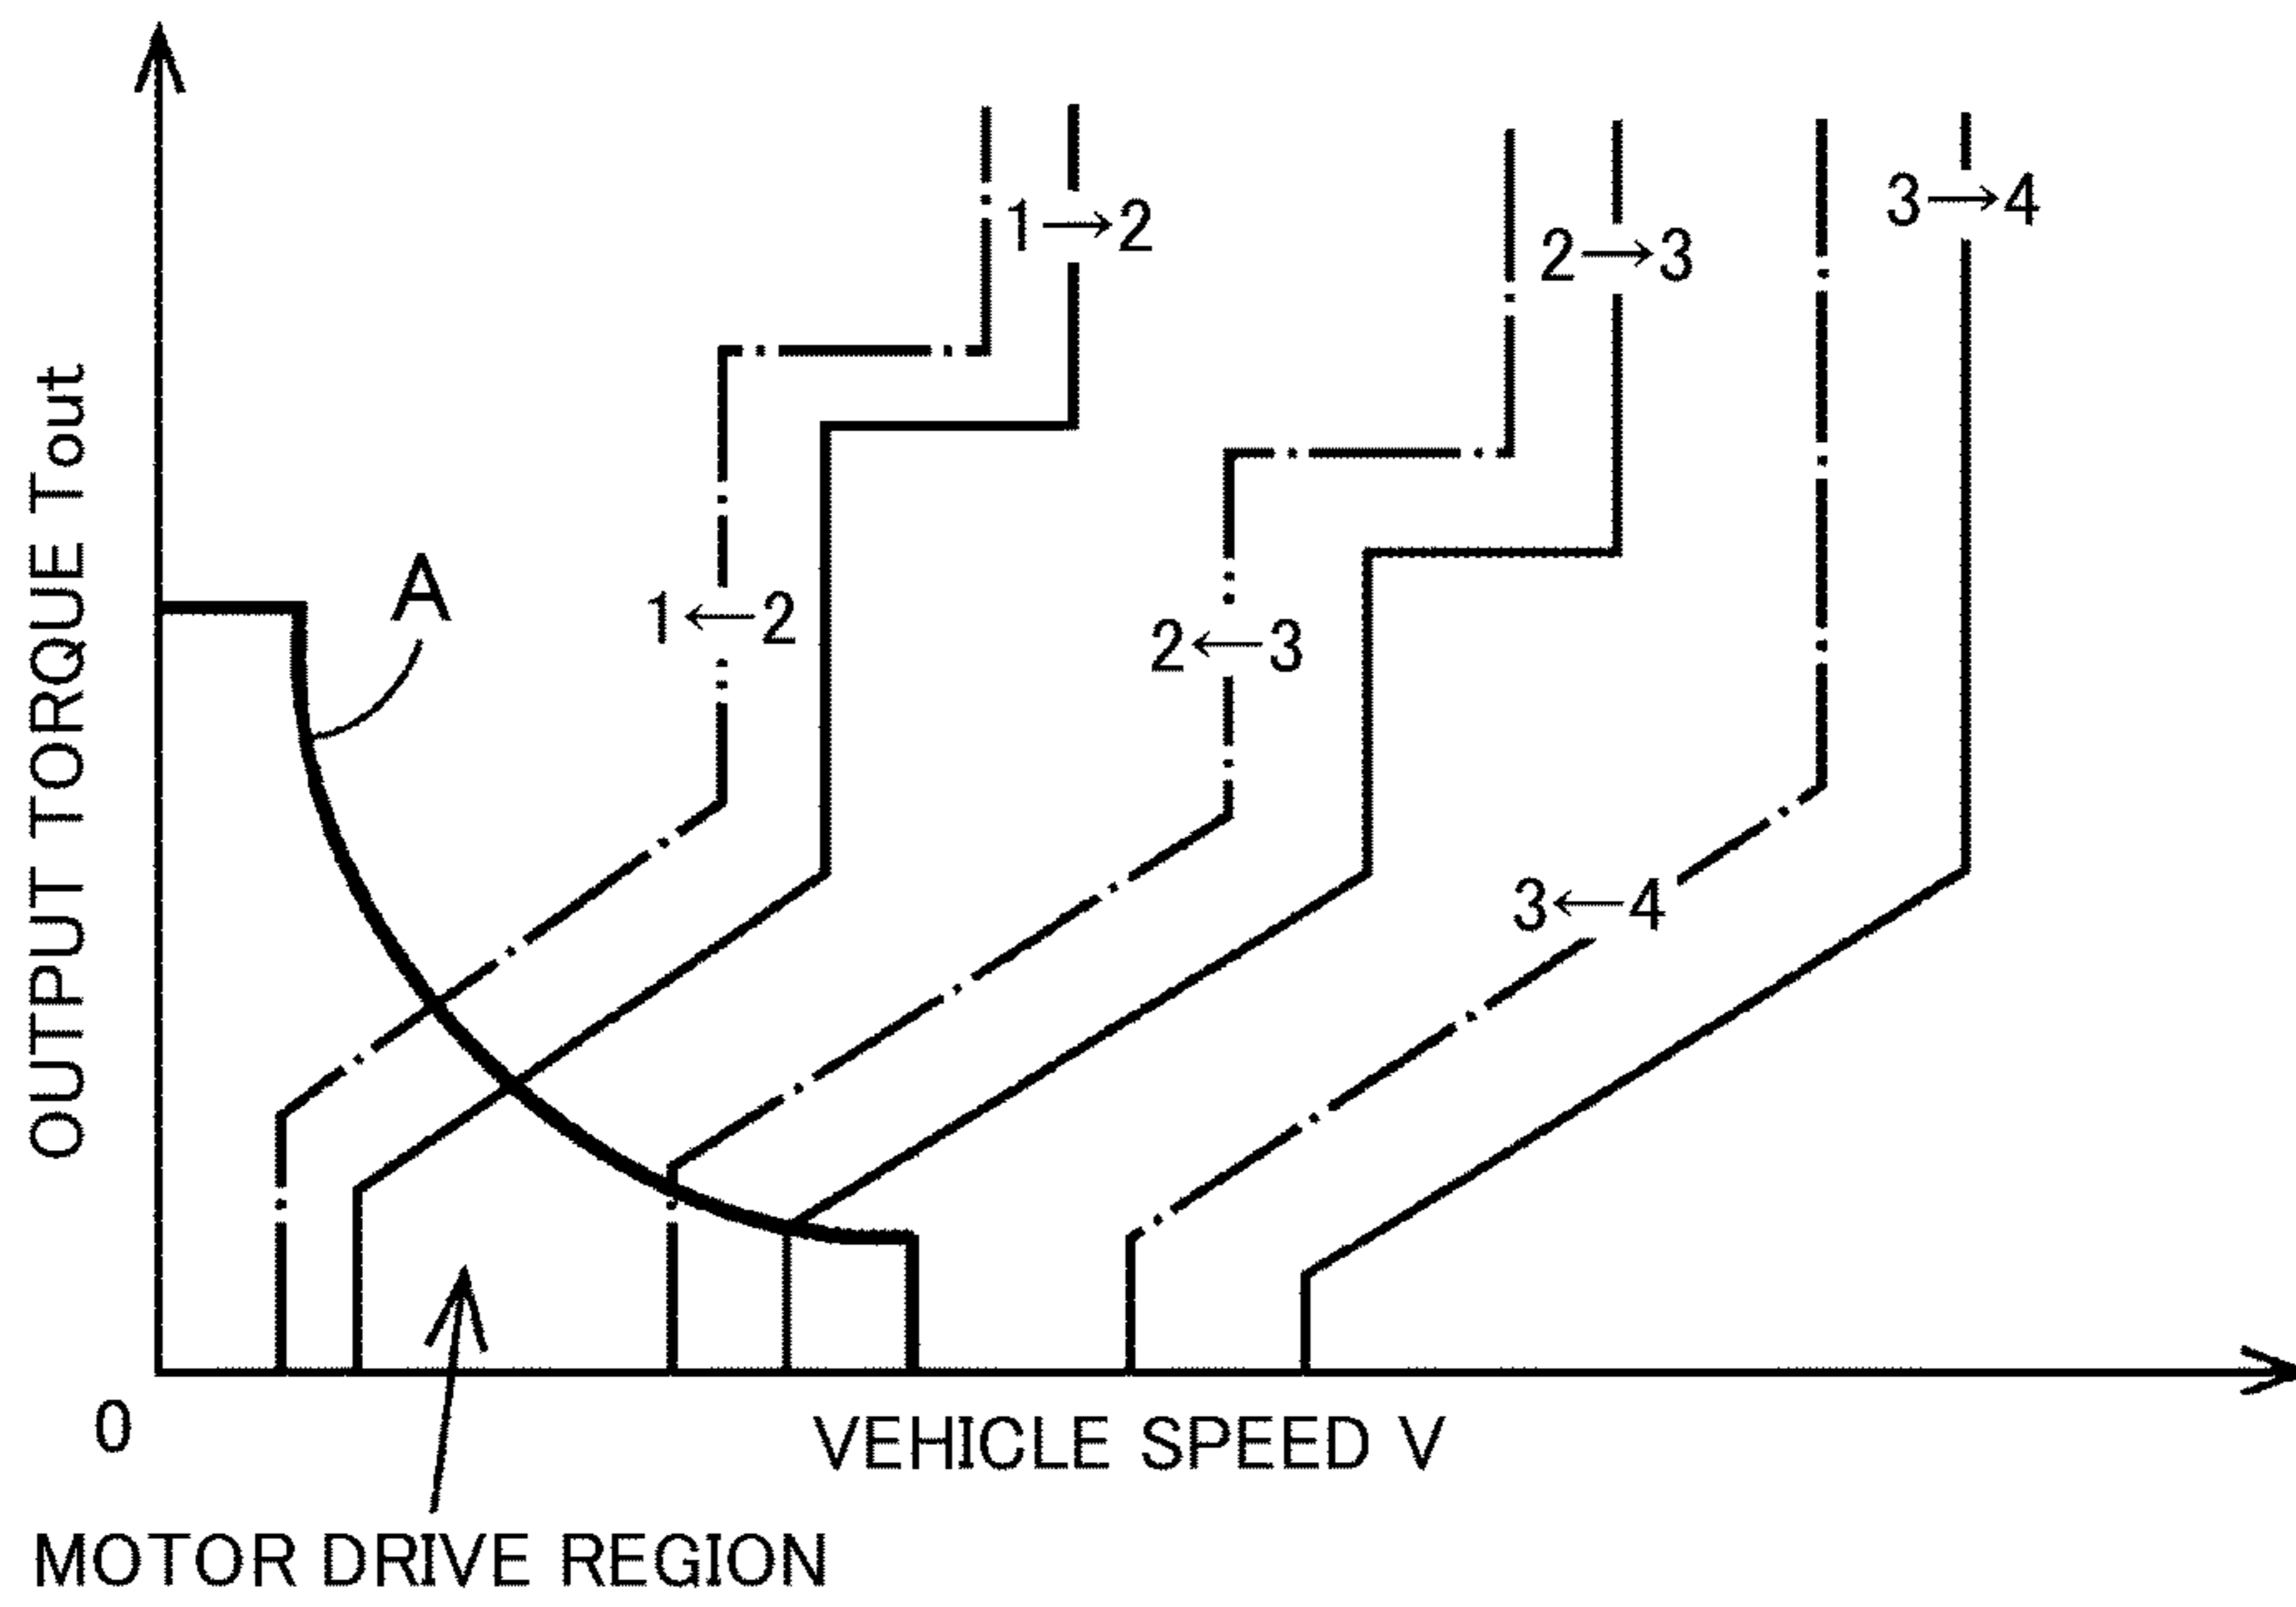 OUTPUT TORQUE Tout
1→2
2→3
3→4
A
1←2
2←3
3←4
0
VEHICLE SPEED V
MOTOR DRIVE REGION